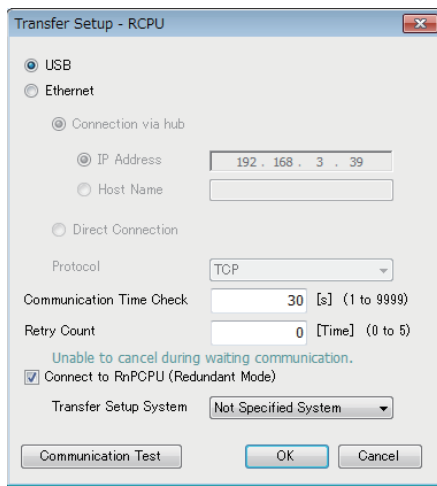 Transfer Setup - RCPU
USB
Ethernet
Connection via hub
IP Address 192 . 168 . 3 . 39
Host Name
Direct Connection
Protocol TCP
Communication Time Check 30 [s] (1 to 9999)
Retry Count 0 [Time] (0 to 5)
Unable to cancel during waiting communication.
Connect to RnPCPU (Redundant Mode)
Transfer Setup System Not Specified System
Communication Test OK Cancel